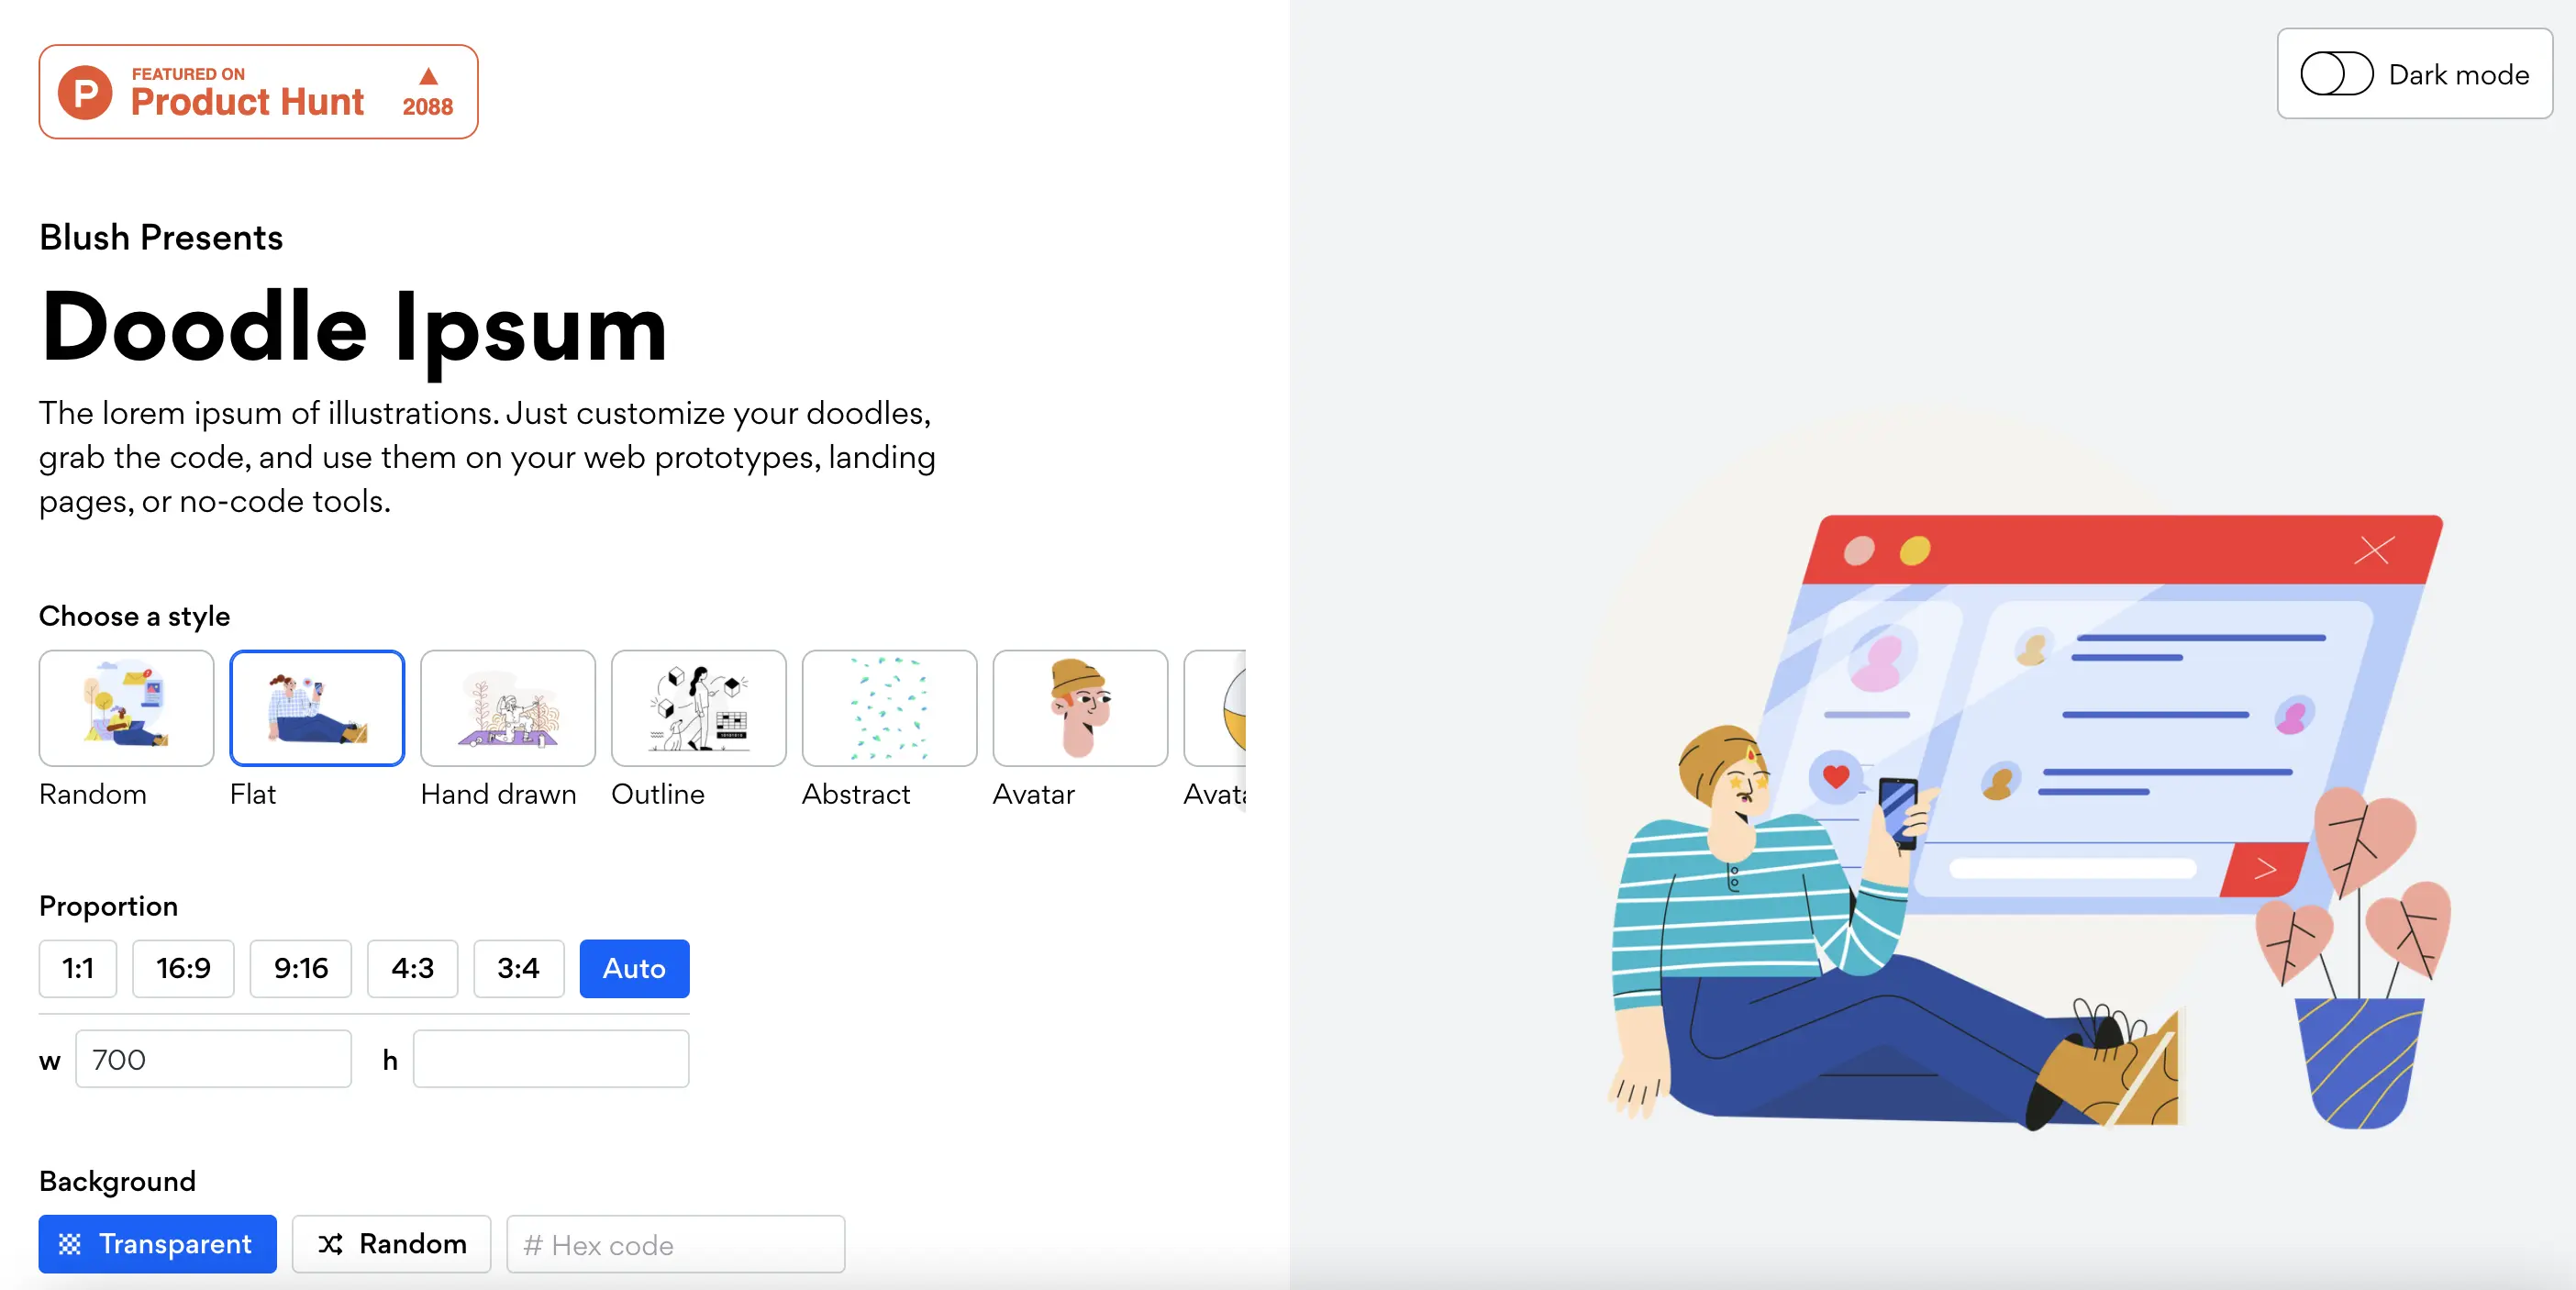 FEATURED ON
Product Hunt
2088
Dark mode
Blush Presents
Doodle Ipsum
The lorem ipsum of illustrations. Just customize your doodles,
grab the code, and use them on your web prototypes, landing
pages, or no-code tools.
Choose a style
Random Flat Hand drawn Outline Abstract Avatar
Proportion
1:1 16:9 9:16 4:3 3:4 Auto
w 700 h
Background
Transparent Random # Hex code